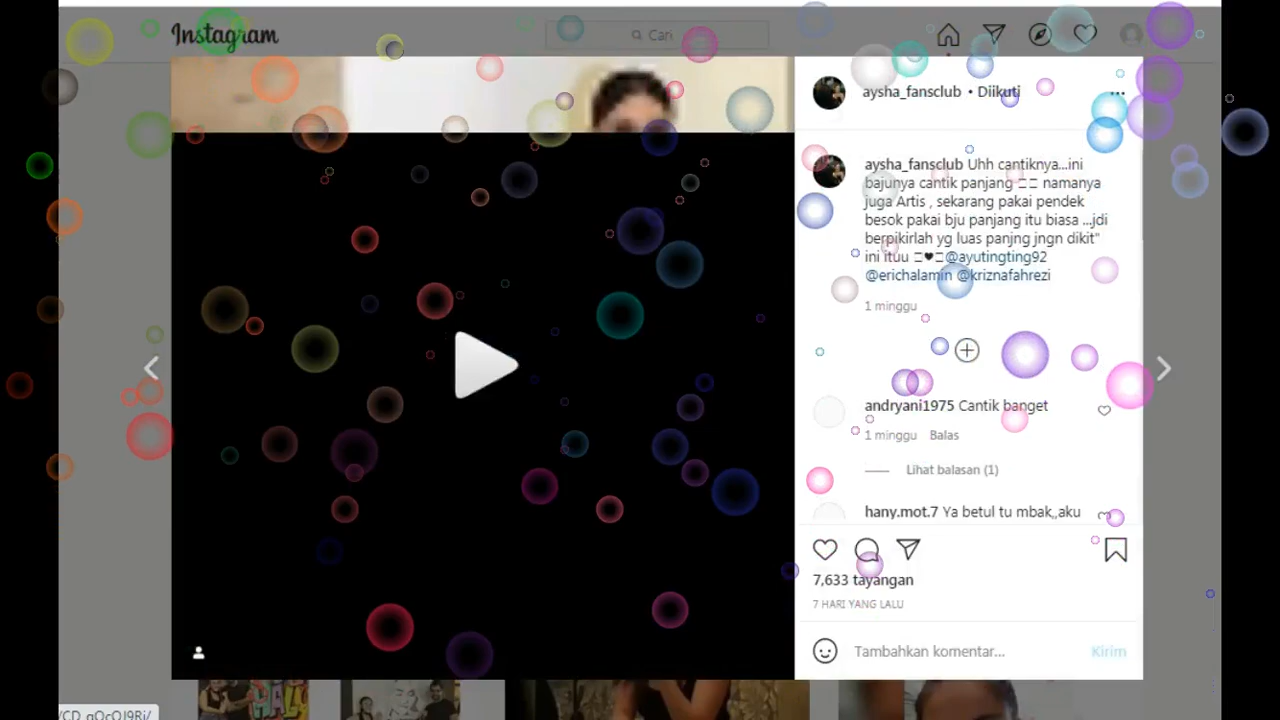 Instagram
Cari
aysha_fansclub • Diikuti
aysha_fansclub Uhh cantiknya...ini
bajunya cantik panjang namanya
juga Artis , sekarang pakai pendek
besok pakai bju panjang itu biasa ...jdi
berpikirlah yg luas panjng jngn dikit"
ini ituu ♥@ayutingting92
@erichalamin @kriznafahrezi
1 minggu
andryani1975 Cantik banget
1 minggu Balas
Lihat balasan (1)
hany.mot.7 Ya betul tu mbak,,aku
7,633 tayangan
7 HARI YANG LALU
Tambahkan komentar...
Kirim